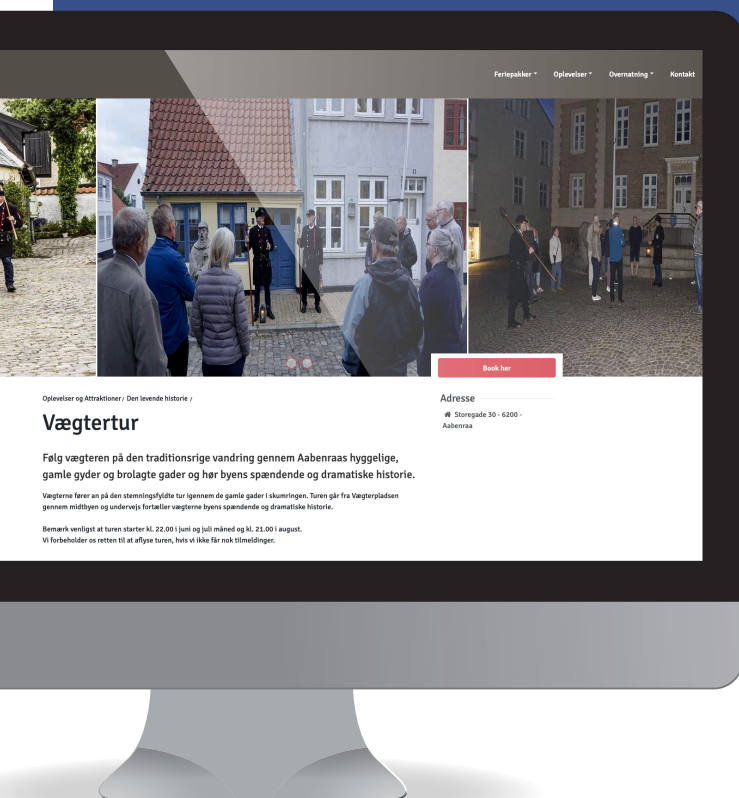 Feriepakker Oplevelser Overnatning Kontakt
Book her
Oplevelser og Attraktioner / Den levende historie /
Vægtertur
Følg vægteren på den traditionsrige vandring gennem Aabenraas hyggelige,
gamle gyder og brolagte gader og hør byens spændende og dramatiske historie.
Vægterne fører an på den stemningsfyldte tur igennem de gamle gader i skumringen. Turen går fra Vægterpladsen
gennem midtbyen og undervejs fortæller vægterne byens spændende og dramatiske historie.
Bemærk venligst at turen starter kl. 22.00 i juni og juli måned og kl. 21.00 i august.
Vi forbeholder os retten til at aflyse turen, hvis vi ikke får nok tilmeldinger.
Adresse
Storegade 30 - 6200 -
Aabenraa